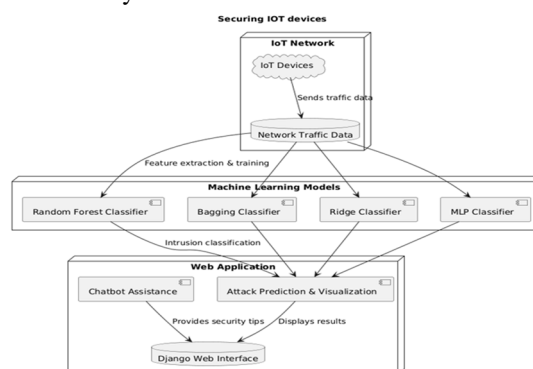 Securing IOT devices
IoT Network
IoT Devices
Sends traffic data
Network Traffic Data
Feature extraction & training
Machine Learning Models
Random Forest Classifier
Bagging Classifier
Ridge Classifier
MLP Classifier
Intrusion classification
Web Application
Chatbot Assistance
Attack Prediction & Visualization
Provides security tips
Displays results
Django Web Interface